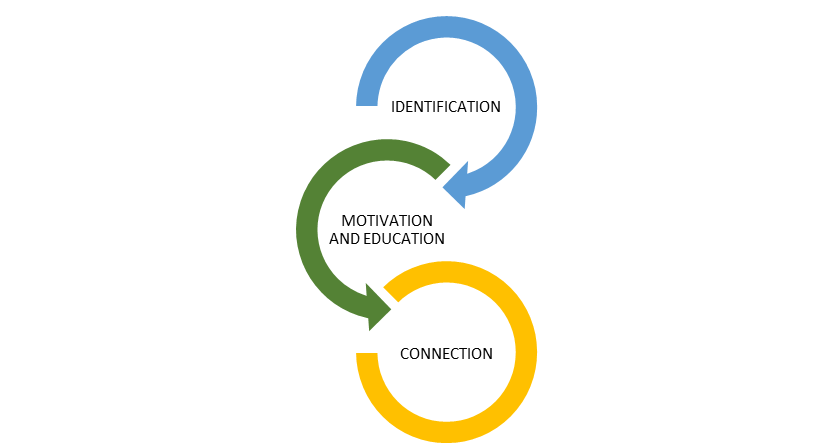 IDENTIFICATION
MOTIVATION
AND EDUCATION
CONNECTION